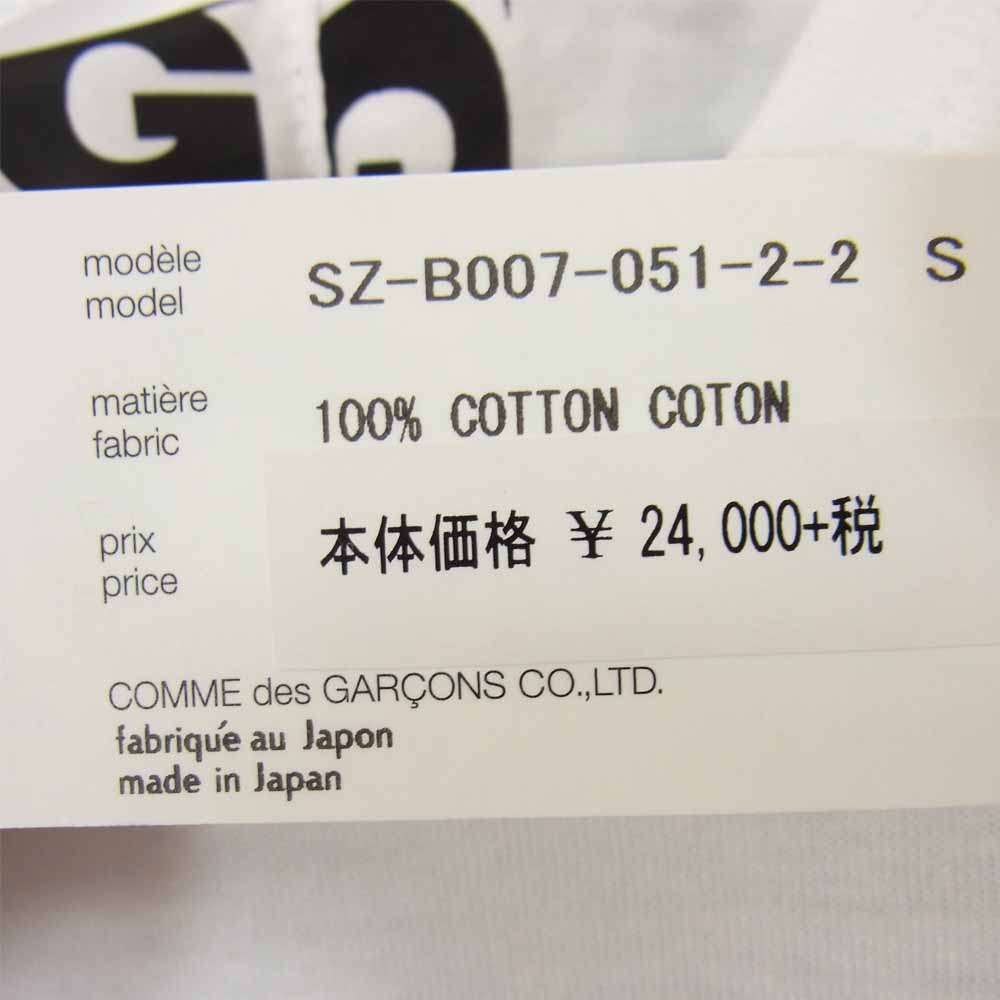 GO
modèle
model
SZ-B007-051-2-2 S
matière
fabric
100% COTTON COTON
prix
price
本体価格 ¥ 24,000+税
COMME des GARÇONS CO.,LTD.
fabriqué au Japon
made in Japan